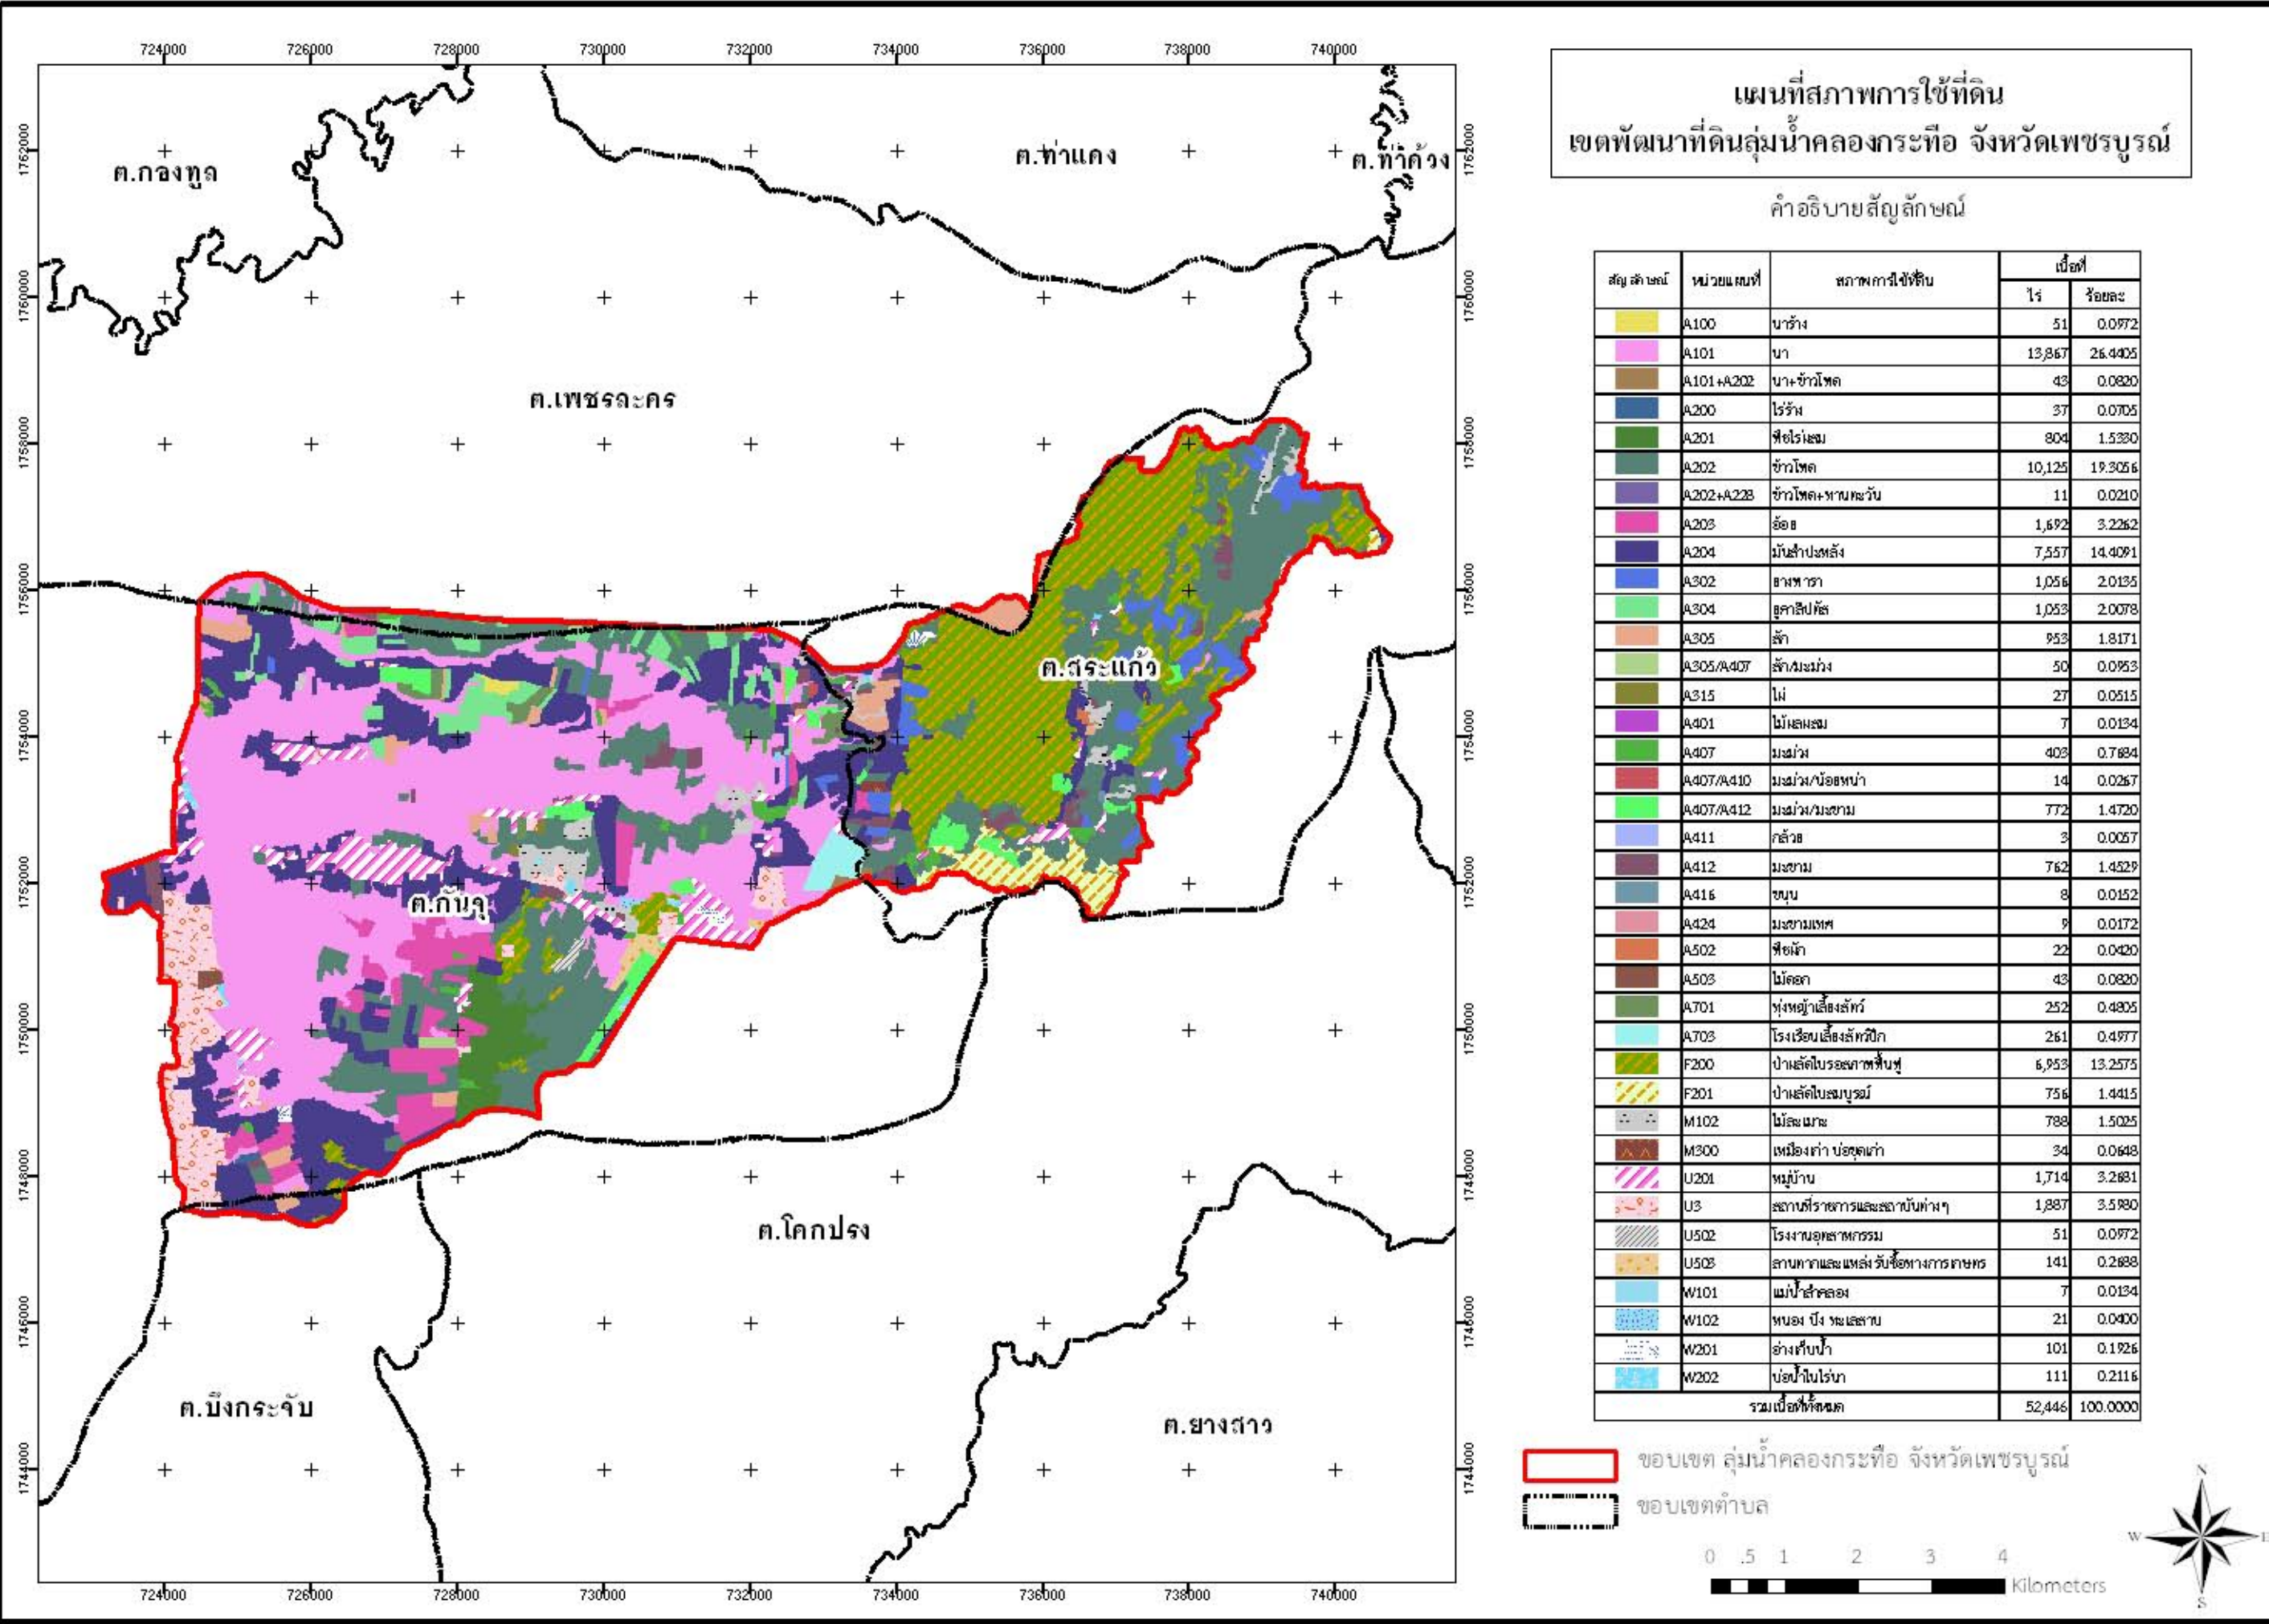 724000 726000 728000 730000 732000 734000 736000 738000 740000
1762000 1762000
1760000 1760000
1758000 1758000
1756000 1756000
1754000 1754000
1752000 1752000
1750000 1750000
1748000 1748000
1746000 1746000
1744000 1744000
ต.กองทูล
ต.ท่าแดง
ต.ท่าด้วง
ต.เพชรละคร
ต.สระแก้ว
ต.กันจุ
ต.โคกปรง
ต.บึงกระจับ
ต.ยางสาว
724000 726000 728000 730000 732000 734000 736000 738000 740000
แผนที่สภาพการใช้ที่ดิน
เขตพัฒนาที่ดินลุ่มน้ำคลองกระทือ จังหวัดเพชรบูรณ์
คำอธิบายสัญลักษณ์
สัญลักษณ์ หน่วยแผนที่ สภาพการใช้ที่ดิน เนื้อที่
ไร่ ร้อยละ
A100 นาร้าง 51 0.0972
A101 นา 13,867 26.4405
A101+A202 นา+ข้าวโพด 43 0.0820
A200 ไร่ร้าง 37 0.0705
A201 พืชไร่ผสม 804 1.5330
A202 ข้าวโพด 10,125 19.3056
A202+A228 ข้าวโพด+ทานตะวัน 11 0.0210
A203 อ้อย 1,692 3.2262
A204 มันสำปะหลัง 7,557 14.4091
A302 ยางพารา 1,056 2.0135
A304 ยูคาลิปตัส 1,053 2.0078
A305 สัก 953 1.8171
A305/A407 สัก/มะม่วง 50 0.0953
A315 ไผ่ 27 0.0515
A401 ไม้ผลผสม 7 0.0134
A407 มะม่วง 403 0.7684
A407/A410 มะม่วง/น้อยหน่า 14 0.0267
A407/A412 มะม่วง/มะขาม 772 1.4720
A411 กล้วย 3 0.0057
A412 มะขาม 762 1.4529
A416 ขนุน 8 0.0152
A424 มะขามเทศ 9 0.0172
A502 พืชผัก 22 0.0420
A503 ไม้ดอก 43 0.0820
A701 ทุ่งหญ้าเลี้ยงสัตว์ 252 0.4805
A703 โรงเรือนเลี้ยงสัตว์ปีก 261 0.4977
F200 ป่าผลัดใบรอสภาพฟื้นฟู 6,953 13.2575
F201 ป่าผลัดใบสมบูรณ์ 756 1.4415
M102 ไม้ละเมาะ 788 1.5025
M300 เหมืองเก่า บ่อขุดเก่า 34 0.0648
U201 หมู่บ้าน 1,714 3.2681
U3 สถานที่ราชการและสถาบันต่างๆ 1,887 3.5980
U502 โรงงานอุตสาหกรรม 51 0.0972
U503 ลานตากและแหล่งรับซื้อทางการเกษตร 141 0.2688
W101 แม่น้ำลำคลอง 7 0.0134
W102 หนอง บึง ทะเลสาบ 21 0.0400
W201 อ่างเก็บน้ำ 101 0.1926
W202 บ่อน้ำในไร่นา 111 0.2116
รวมเนื้อที่ทั้งหมด 52,446 100.0000
ขอบเขต ลุ่มน้ำคลองกระทือ จังหวัดเพชรบูรณ์
ขอบเขตตำบล
0 .5 1 2 3 4
Kilometers
N
W E
S